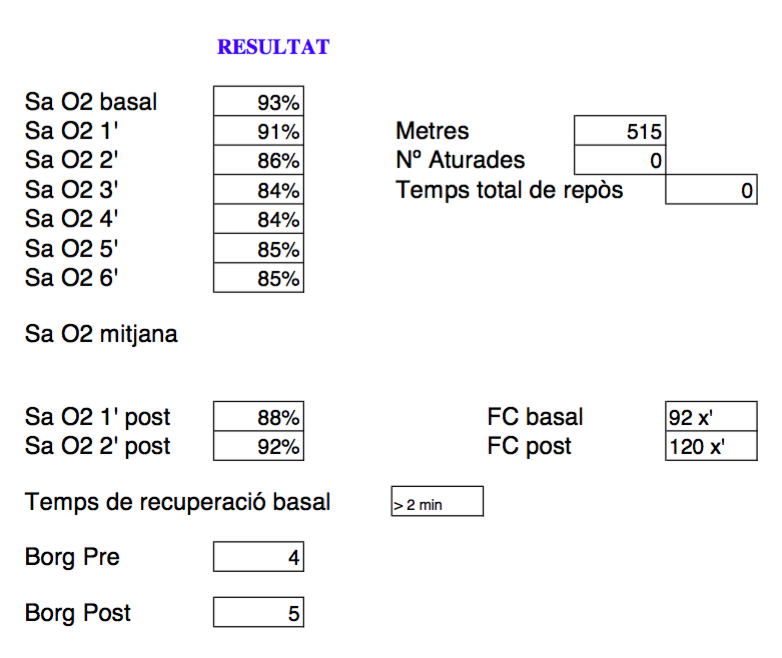 RESULTAT
Sa O2 basal 93%
Sa O2 1' 91% Metres 515
Sa O2 2' 86% Nº Aturades 0
Sa O2 3' 84% Temps total de repòs 0
Sa O2 4' 84%
Sa O2 5' 85%
Sa O2 6' 85%
Sa O2 mitjana
Sa O2 1' post 88% FC basal 92 x'
Sa O2 2' post 92% FC post 120 x'
Temps de recuperació basal > 2 min
Borg Pre 4
Borg Post 5